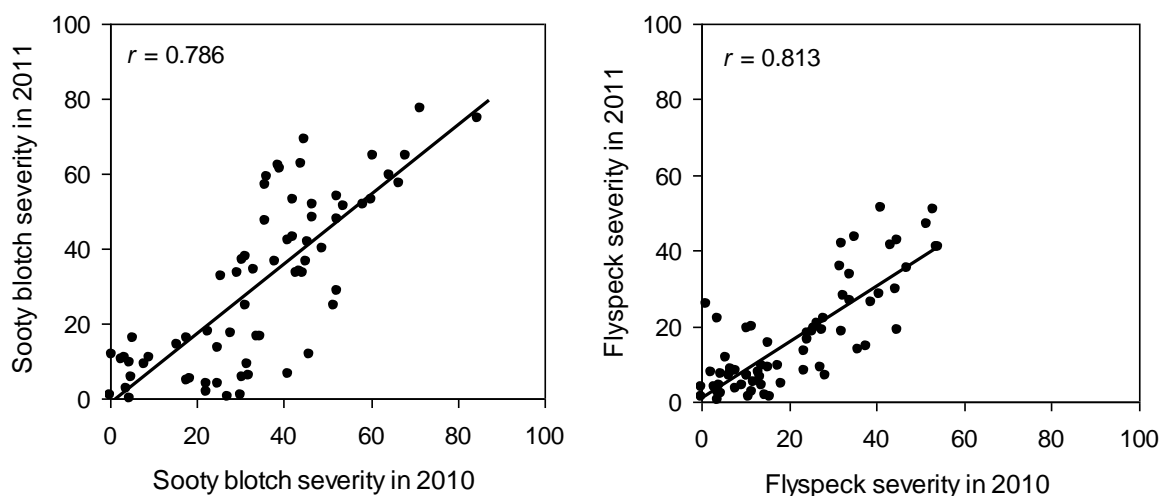 Sooty blotch severity in 2011
r = 0.786
100
80
60
40
20
0
0 20 40 60 80 100
Sooty blotch severity in 2010
Flyspeck severity in 2011
r = 0.813
100
80
60
40
20
0
0 20 40 60 80 100
Flyspeck severity in 2010